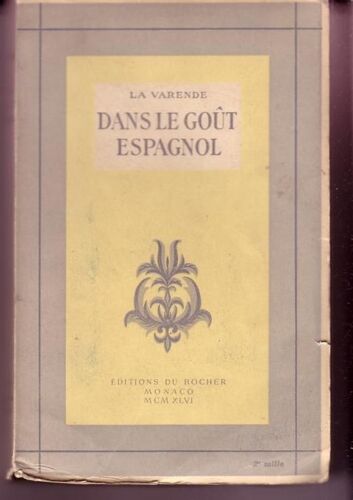 LA VARENDE
DANS LE GOÛT
ESPAGNOL
ÉDITIONS DU ROCHER
MONACO
MCMXLVI
2e mille